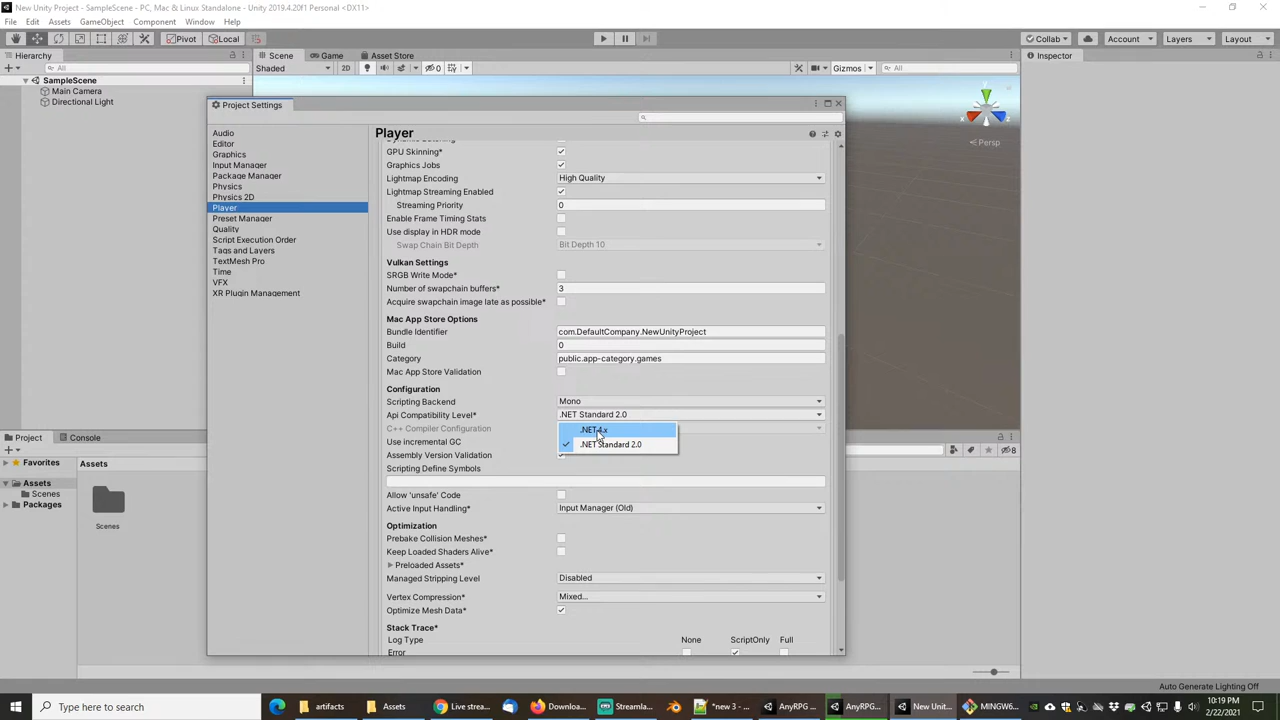 New Unity Project - SampleScene - PC, Mac & Linux Standalone - Unity 2019.4.20f1 Personal <DX11>
File Edit Assets GameObject Component Window Help
Pivot Local Collab Account Layers Layout
Hierarchy Scene Game Asset Store Inspector
All Shaded 2D 0 Gizmos All
SampleScene
Main Camera
Directional Light
y x z
Persp
Project Settings
Player
Audio
Editor
Graphics
Input Manager
Package Manager
Physics
Physics 2D
Player
Preset Manager
Quality
Script Execution Order
Tags and Layers
TextMesh Pro
Time
VFX
XR Plugin Management
GPU Skinning*
Graphics Jobs
Lightmap Encoding High Quality
Lightmap Streaming Enabled
Streaming Priority 0
Enable Frame Timing Stats
Use display in HDR mode
Swap Chain Bit Depth Bit Depth 10
Vulkan Settings
SRGB Write Mode*
Number of swapchain buffers* 3
Acquire swapchain image late as possible*
Mac App Store Options
Bundle Identifier com.DefaultCompany.NewUnityProject
Build 0
Category public.app-category.games
Mac App Store Validation
Configuration
Scripting Backend Mono
Api Compatibility Level* .NET Standard 2.0
C++ Compiler Configuration
.NET 4.x
.NET Standard 2.0
Use incremental GC
Assembly Version Validation
Scripting Define Symbols
Allow 'unsafe' Code
Active Input Handling* Input Manager (Old)
Optimization
Prebake Collision Meshes*
Keep Loaded Shaders Alive*
Preloaded Assets*
Managed Stripping Level Disabled
Vertex Compression* Mixed...
Optimize Mesh Data*
Stack Trace*
Log Type None ScriptOnly Full
Error
Project Console
8
Favorites
Assets
Scenes
Packages
Assets
Scenes
Auto Generate Lighting Off
Type here to search
artifacts
Assets
Live strea...
Downloa...
Streamla...
*new 3 - ...
AnyRPG ...
AnyRPG...
New Unit...
MINGW6...
10:19 PM
2/22/2021